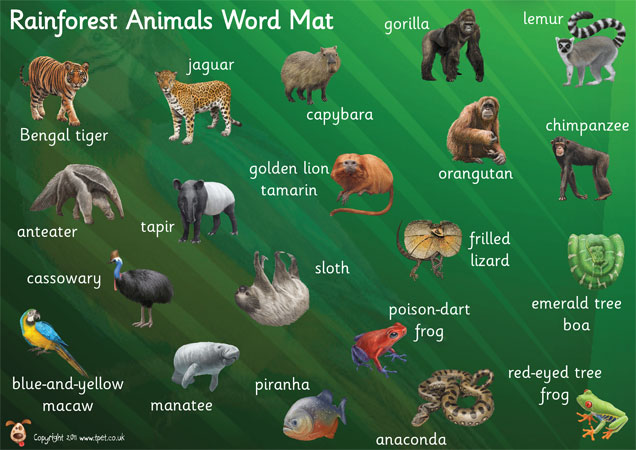 Rainforest Animals Word Mat
gorilla
lemur
jaguar
capybara
Bengal tiger
chimpanzee
orangutan
golden lion
tamarin
anteater
tapir
frilled
lizard
cassowary
sloth
emerald tree
boa
poison-dart
frog
blue-and-yellow
macaw
manatee
piranha
anaconda
red-eyed tree
frog
Copyright 2011 www.tpet.co.uk